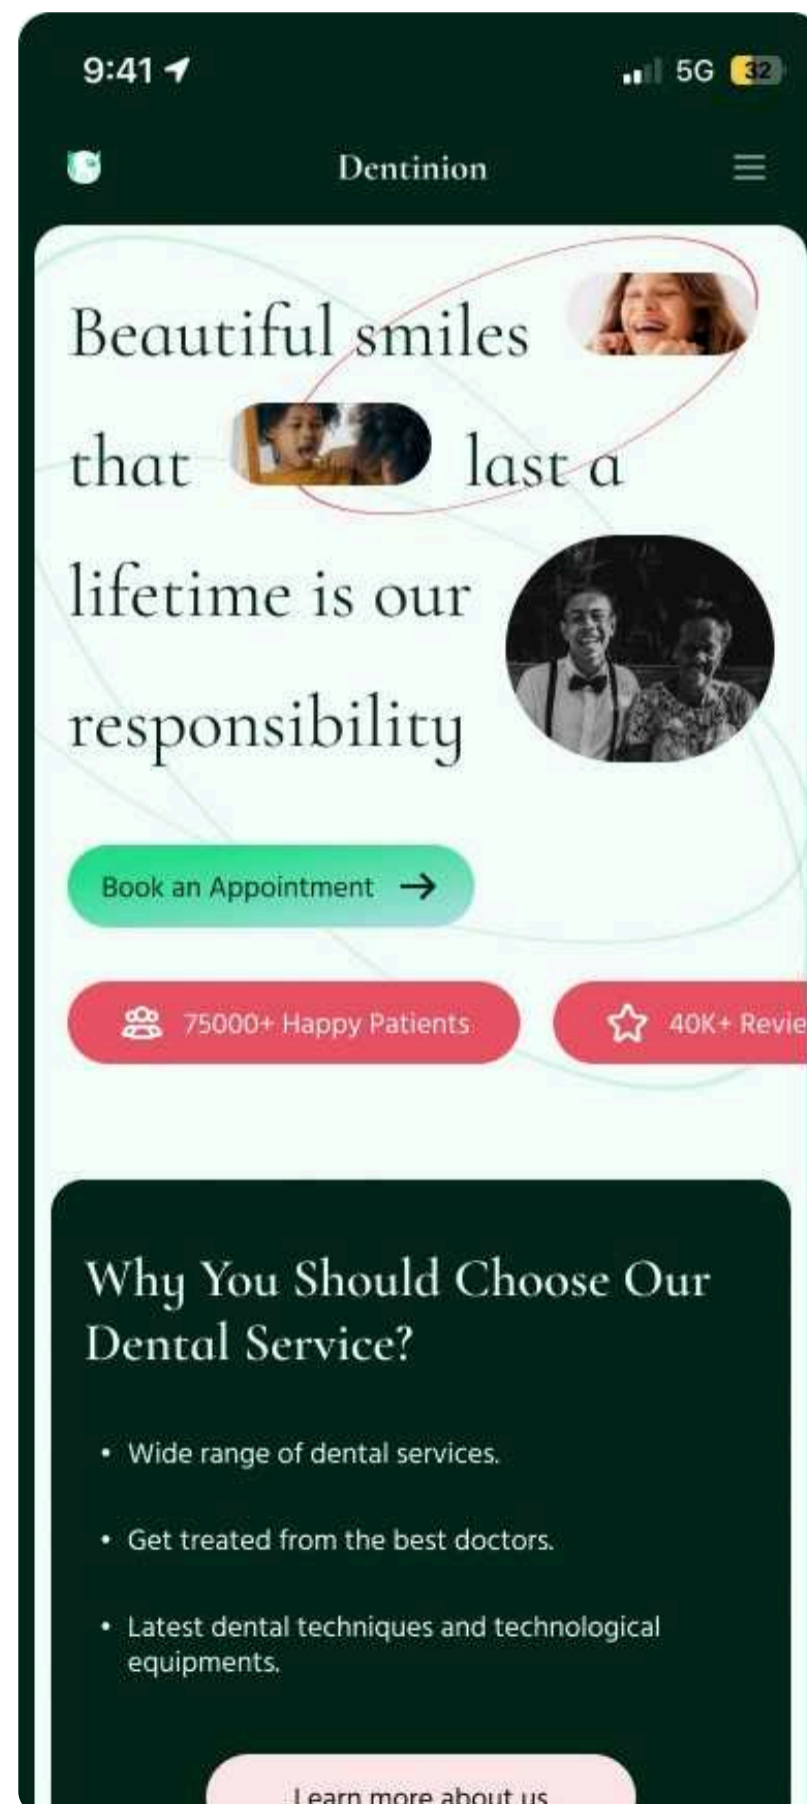 9:41 5G 32
Dentinion
Beautiful smiles
that last a
lifetime is our
responsibility
Book an Appointment
75000+ Happy Patients 40K+ Revie
Why You Should Choose Our
Dental Service?
• Wide range of dental services.
• Get treated from the best doctors.
• Latest dental techniques and technological
equipments.
Learn more about us